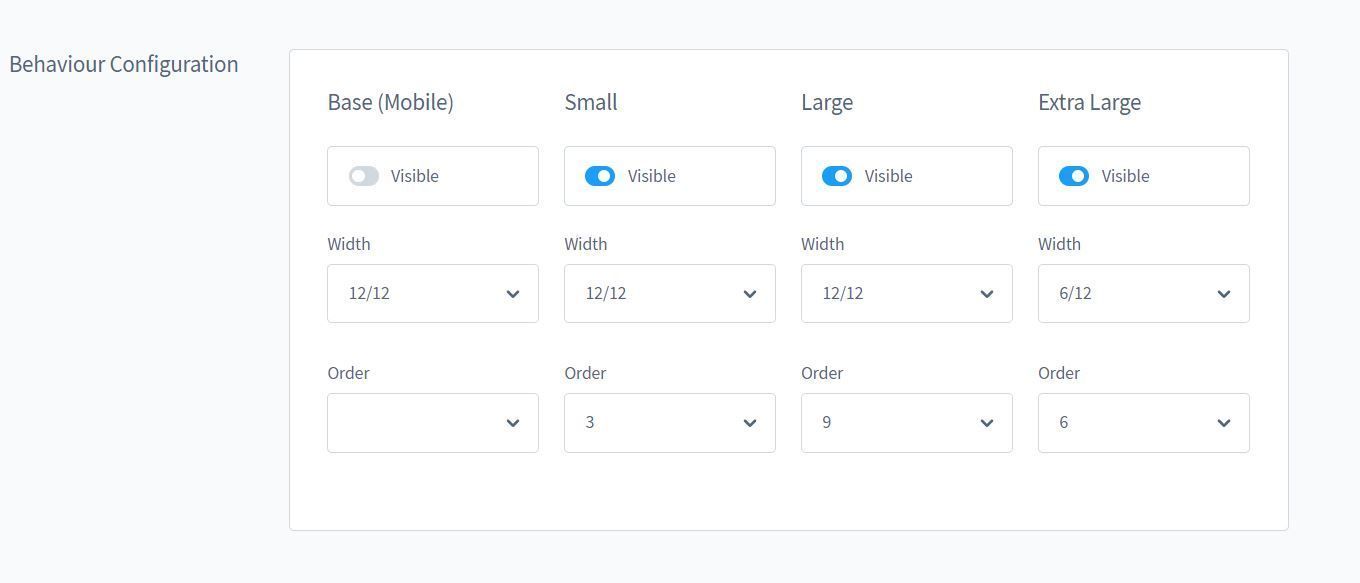 Behaviour Configuration
Base (Mobile) Small Large Extra Large
Visible Visible Visible Visible
Width Width Width Width
12/12 12/12 12/12 6/12
Order Order Order Order
3 9 6